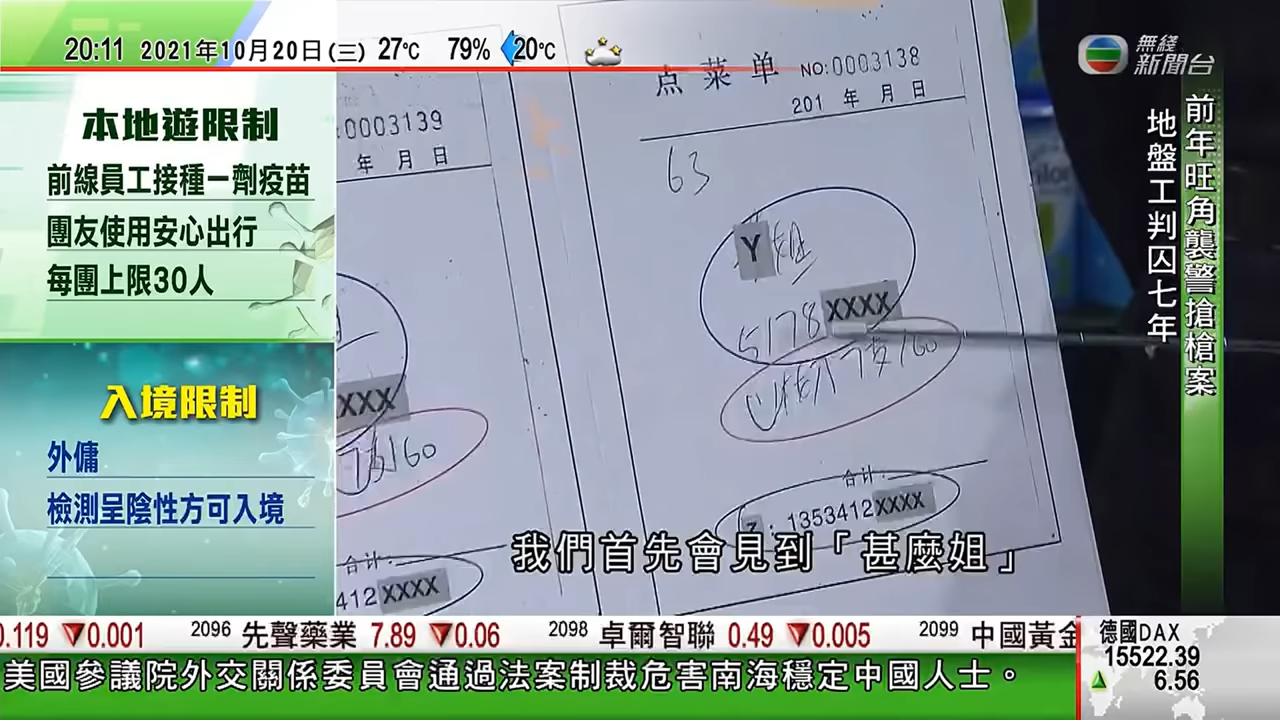 20:11 2021年10月20日(三) 27℃ 79% 20℃
無綫
新聞台
本地遊限制
前線員工接種一劑疫苗
團友使用安心出行
每團上限30人
入境限制
外傭
檢測呈陰性方可入境
:0003139
年 月 日
XXX
60
合计:
412XXXX
点菜单 NO:0003138
201 年 月 日
63
Y姐
5178XXXX
160
合计:
Z: 1353412XXXX
前年旺角襲警搶槍案
地盤工判囚七年
我們首先會見到「甚麼姐」
0.119 ▼0.001 2096 先聲藥業 7.89 ▼0.06 2098 卓爾智聯 0.49 ▼0.005 2099 中國黃金
德國DAX
15522.39
▲ 6.56
美國參議院外交關係委員會通過法案制裁危害南海穩定中國人士。